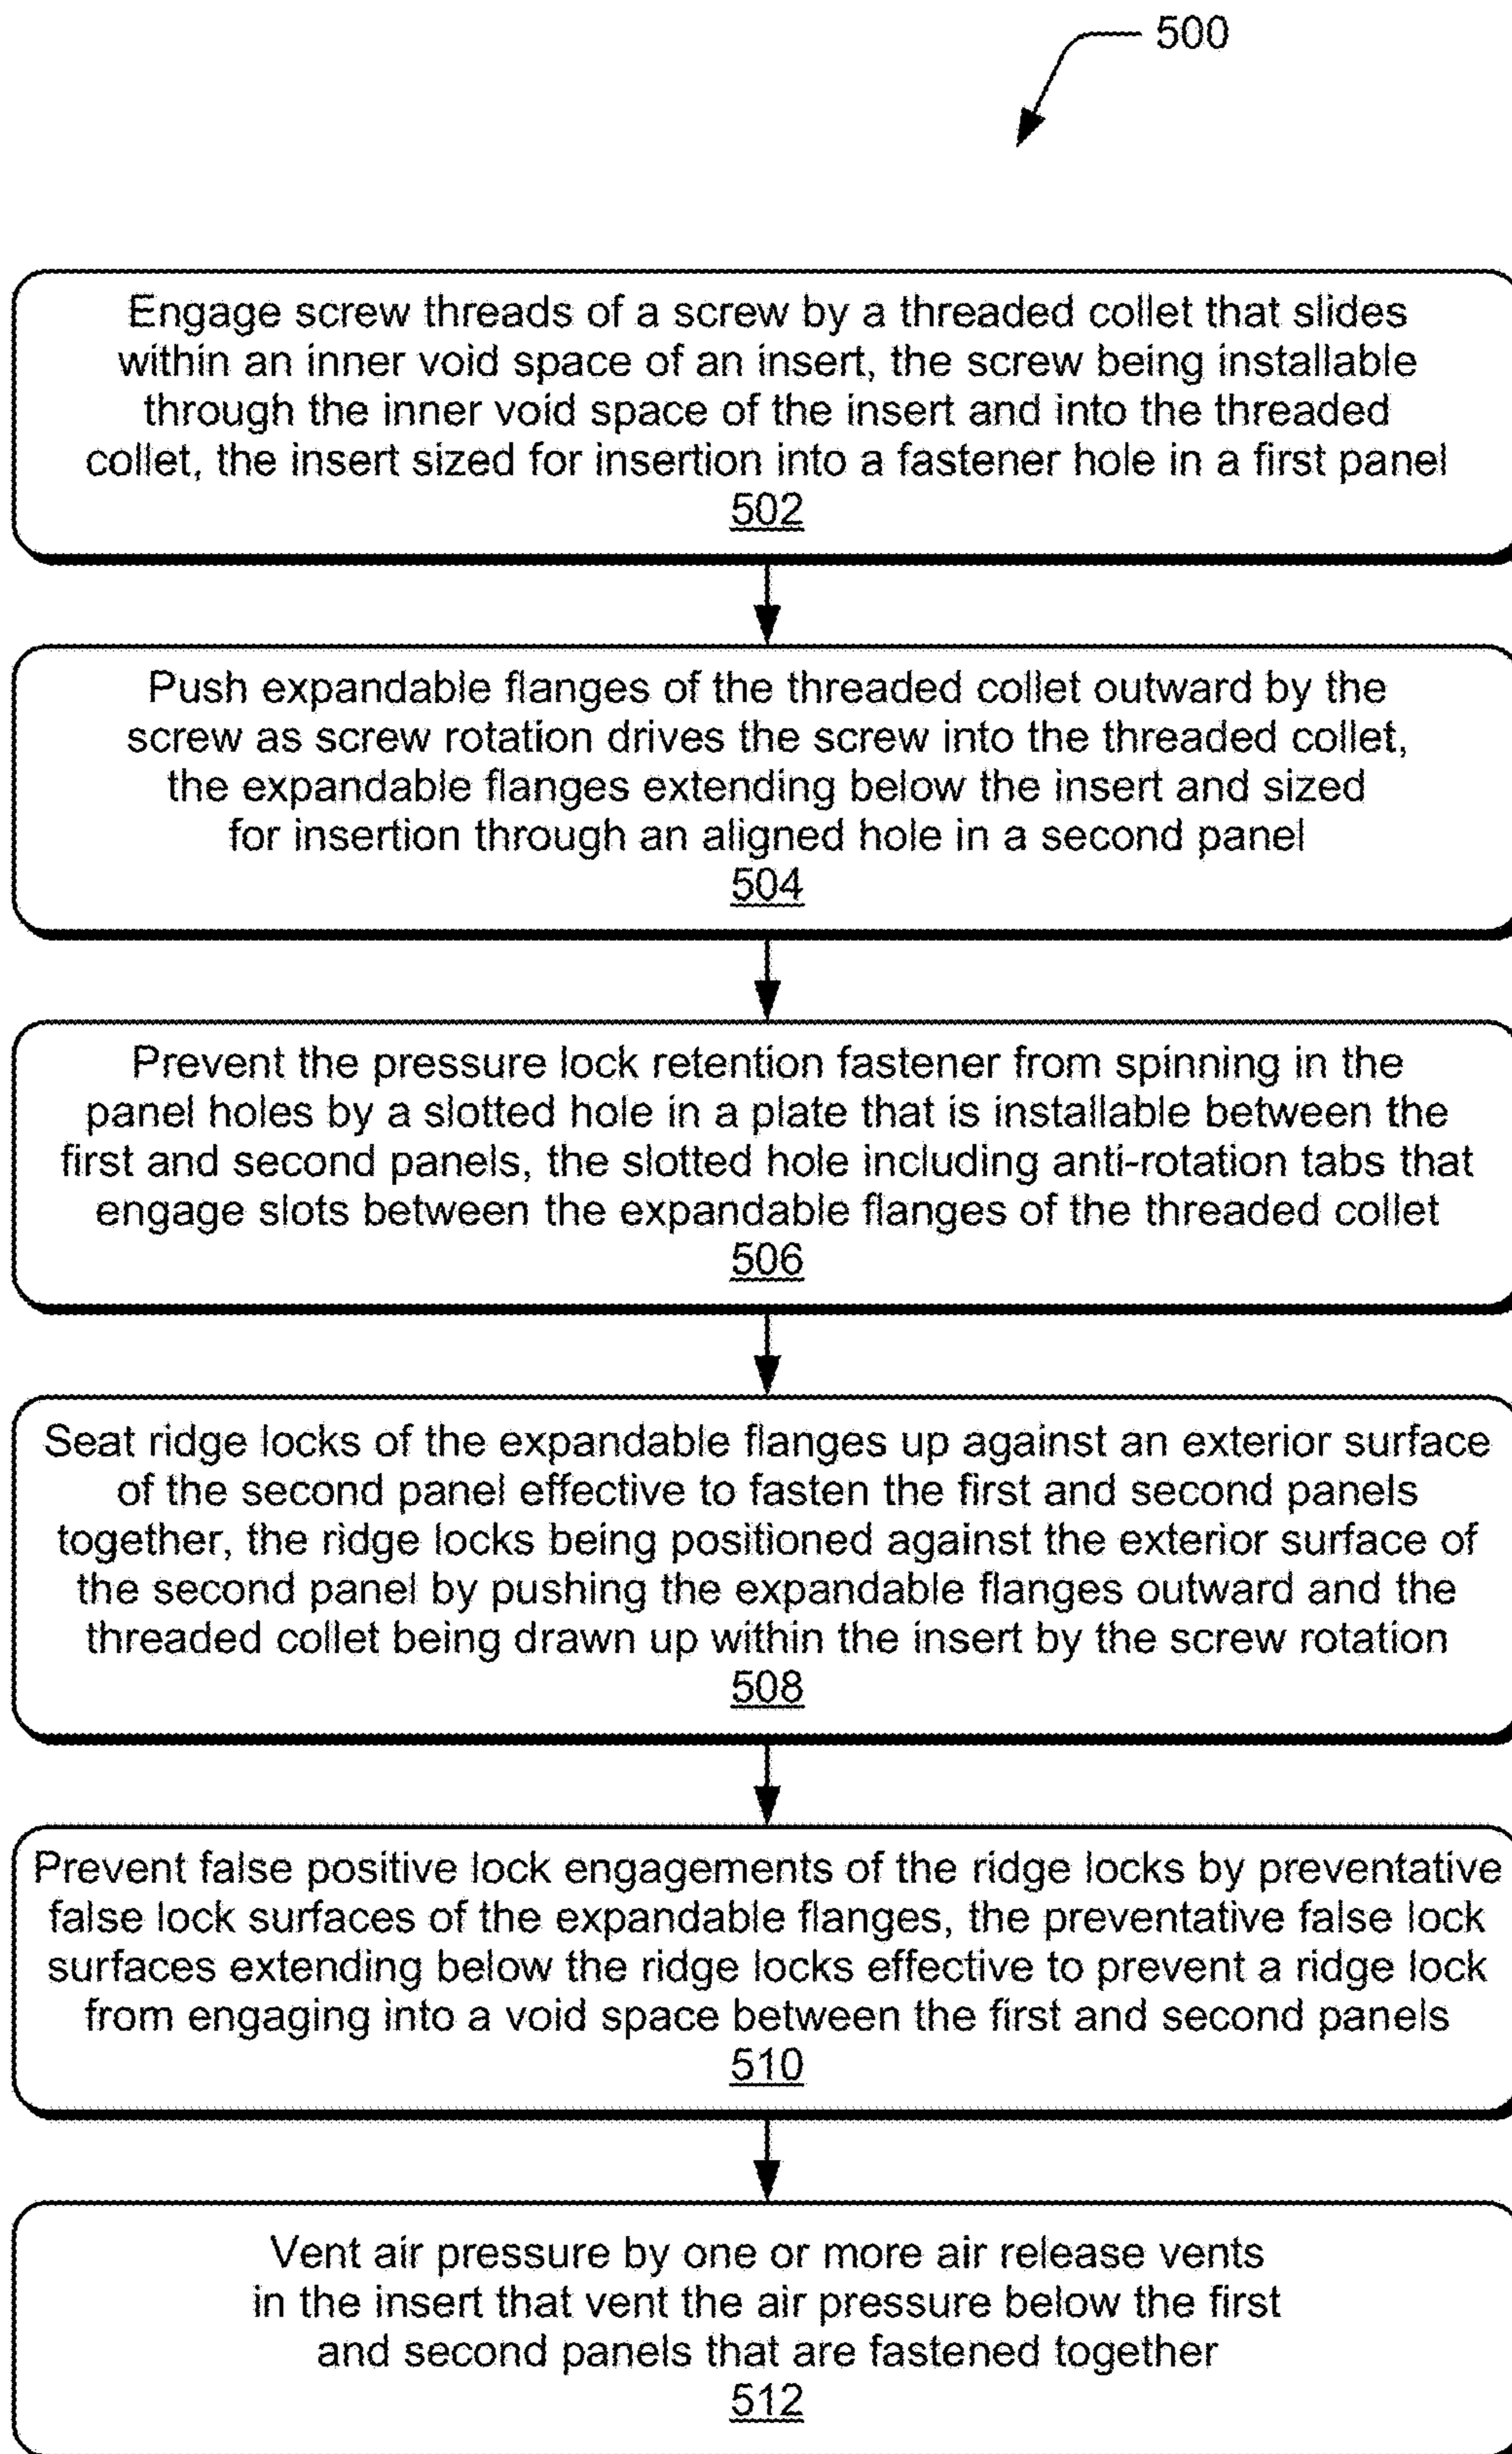 500
Engage screw threads of a screw by a threaded collet that slides
within an inner void space of an insert, the screw being installable
through the inner void space of the insert and into the threaded
collet, the insert sized for insertion into a fastener hole in a first panel
502
Push expandable flanges of the threaded collet outward by the
screw as screw rotation drives the screw into the threaded collet,
the expandable flanges extending below the insert and sized
for insertion through an aligned hole in a second panel
504
Prevent the pressure lock retention fastener from spinning in the
panel holes by a slotted hole in a plate that is installable between the
first and second panels, the slotted hole including anti-rotation tabs that
engage slots between the expandable flanges of the threaded collet
506
Seat ridge locks of the expandable flanges up against an exterior surface
of the second panel effective to fasten the first and second panels
together, the ridge locks being positioned against the exterior surface of
the second panel by pushing the expandable flanges outward and the
threaded collet being drawn up within the insert by the screw rotation
508
Prevent false positive lock engagements of the ridge locks by preventative
false lock surfaces of the expandable flanges, the preventative false lock
surfaces extending below the ridge locks effective to prevent a ridge lock
from engaging into a void space between the first and second panels
510
Vent air pressure by one or more air release vents
in the insert that vent the air pressure below the first
and second panels that are fastened together
512